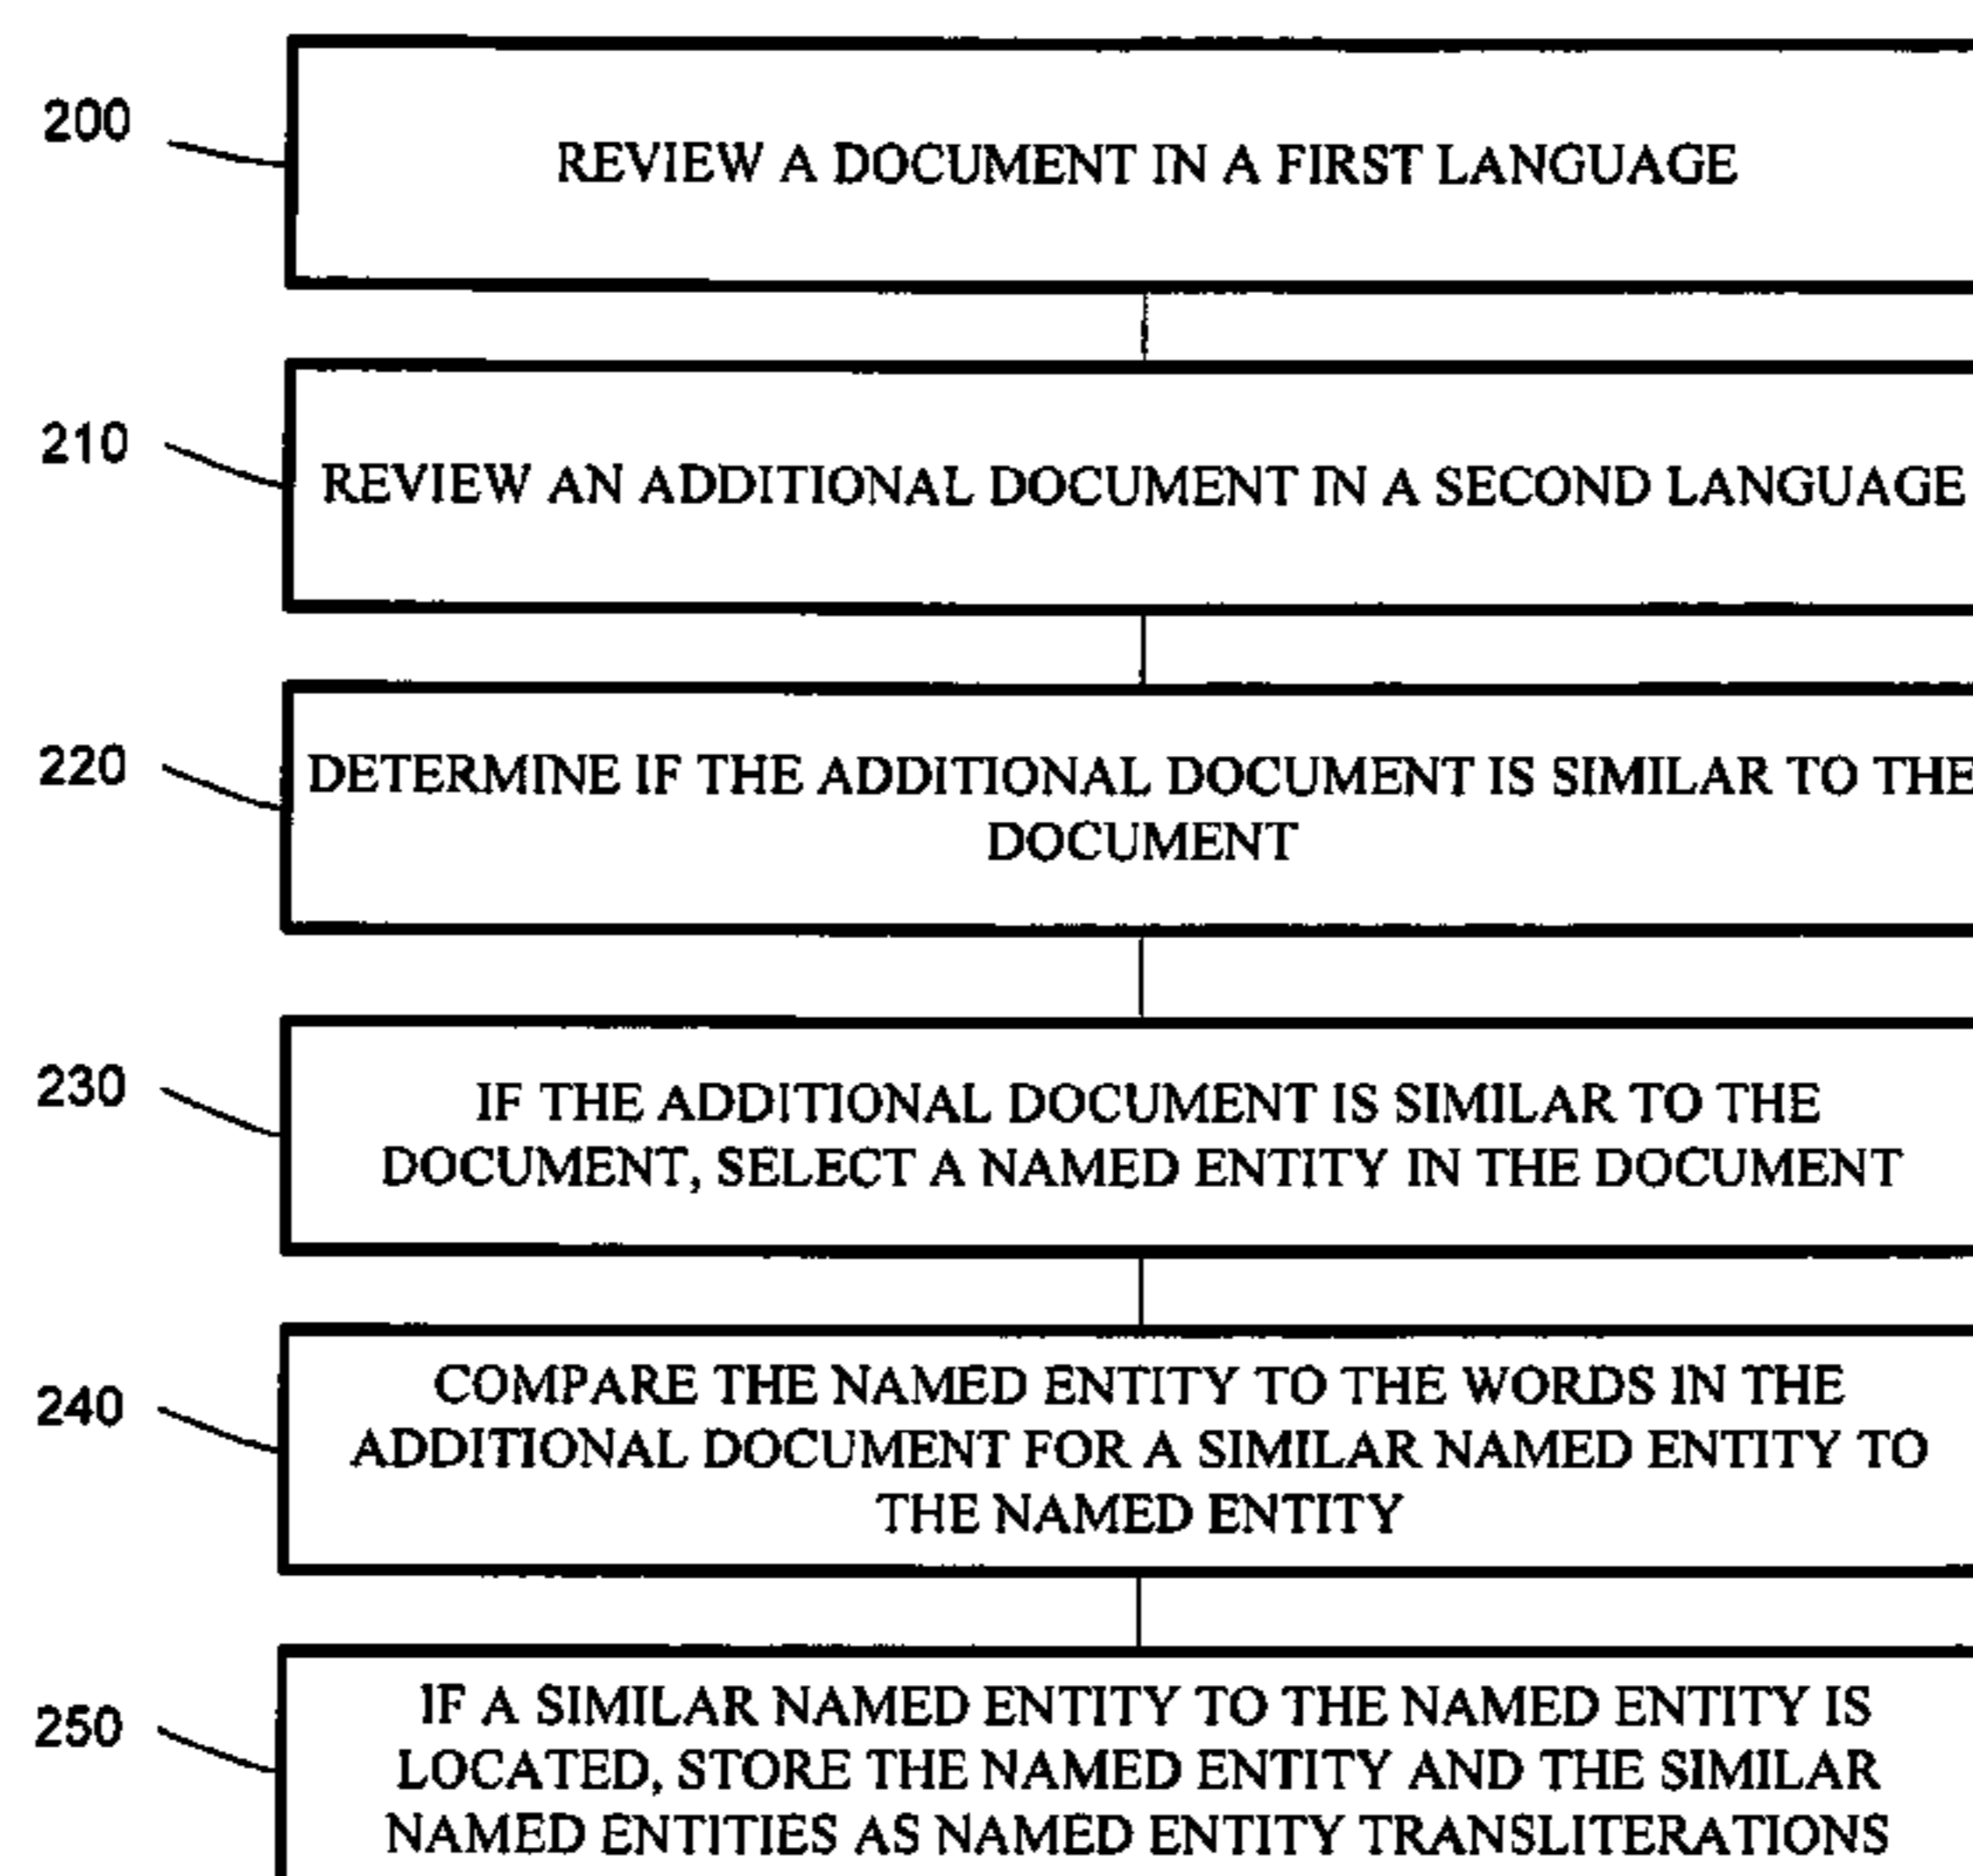 200
REVIEW A DOCUMENT IN A FIRST LANGUAGE
210
REVIEW AN ADDITIONAL DOCUMENT IN A SECOND LANGUAGE
220
DETERMINE IF THE ADDITIONAL DOCUMENT IS SIMILAR TO THE
DOCUMENT
230
IF THE ADDITIONAL DOCUMENT IS SIMILAR TO THE
DOCUMENT, SELECT A NAMED ENTITY IN THE DOCUMENT
240
COMPARE THE NAMED ENTITY TO THE WORDS IN THE
ADDITIONAL DOCUMENT FOR A SIMILAR NAMED ENTITY TO
THE NAMED ENTITY
250
IF A SIMILAR NAMED ENTITY TO THE NAMED ENTITY IS
LOCATED, STORE THE NAMED ENTITY AND THE SIMILAR
NAMED ENTITIES AS NAMED ENTITY TRANSLITERATIONS